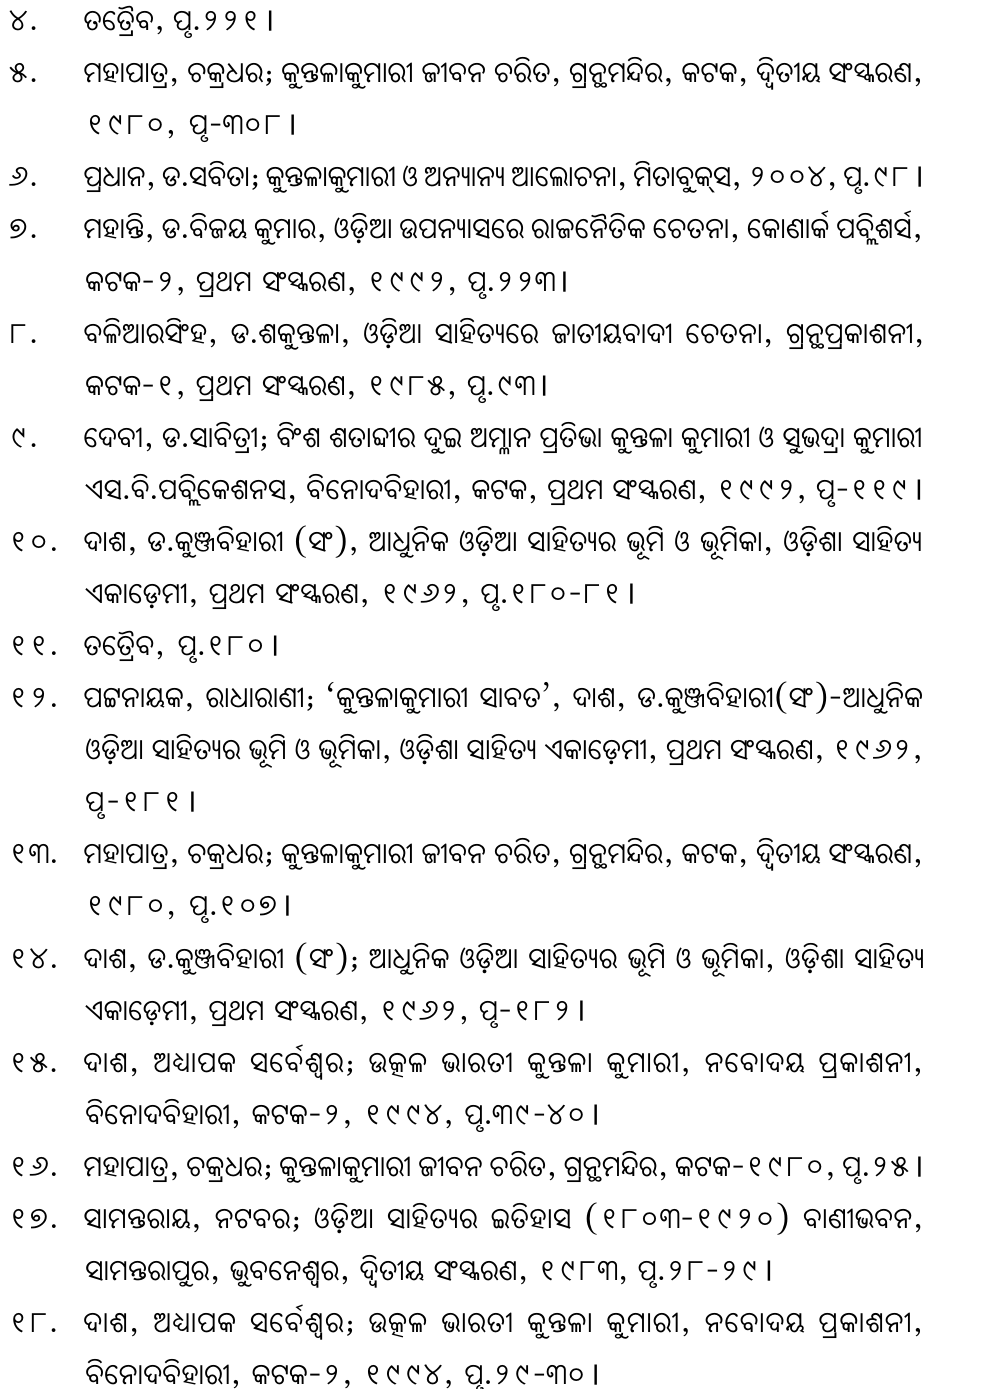 ୪. ତତ୍ରୈବ, ପୃ.୨୨୧ ।
୫. ମହାପାତ୍ର, ଚକ୍ରଧର; କୁନ୍ତଳାକୁମାରୀ ଜୀବନ ଚରିତ, ଗ୍ରନ୍ଥମନ୍ଦିର, କଟକ, ଦ୍ୱିତୀୟ ସଂସ୍କରଣ,
୧୯୮୦, ପୃ-୩୦୮ ।
୬. ପ୍ରଧାନ, ଡ.ସବିତା; କୁନ୍ତଳାକୁମାରୀ ଓ ଅନ୍ୟାନ୍ୟ ଆଲୋଚନା, ମିତାବୁକ୍‌ସ, ୨୦୦୪, ପୃ.୯୮ ।
୭. ମହାନ୍ତି, ଡ.ବିଜୟ କୁମାର, ଓଡ଼ିଆ ଉପନ୍ୟାସରେ ରାଜନୈତିକ ଚେତନା, କୋଣାର୍କ ପବ୍ଲିଶର୍ସ,
କଟକ-୨, ପ୍ରଥମ ସଂସ୍କରଣ, ୧୯୯୨, ପୃ.୨୨୩।
୮. ବଳିଆରସିଂହ, ଡ.ଶକୁନ୍ତଳା, ଓଡ଼ିଆ ସାହିତ୍ୟରେ ଜାତୀୟବାଦୀ ଚେତନା, ଗ୍ରନ୍ଥପ୍ରକାଶନୀ,
କଟକ-୧, ପ୍ରଥମ ସଂସ୍କରଣ, ୧୯୮୫, ପୃ.୯୩।
୯. ଦେବୀ, ଡ.ସାବିତ୍ରୀ; ବିଂଶ ଶତାବ୍ଦୀର ଦୁଇ ଅମ୍ଳାନ ପ୍ରତିଭା କୁନ୍ତଳା କୁମାରୀ ଓ ସୁଭଦ୍ରା କୁମାରୀ
ଏସ.ବି.ପବ୍ଲିକେଶନସ, ବିନୋଦବିହାରୀ, କଟକ, ପ୍ରଥମ ସଂସ୍କରଣ, ୧୯୯୨, ପୃ-୧୧୯ ।
୧୦. ଦାଶ, ଡ.କୁଞ୍ଜବିହାରୀ (ସଂ), ଆଧୁନିକ ଓଡ଼ିଆ ସାହିତ୍ୟର ଭୂମି ଓ ଭୂମିକା, ଓଡ଼ିଶା ସାହିତ୍ୟ
ଏକାଡ଼େମୀ, ପ୍ରଥମ ସଂସ୍କରଣ, ୧୯୬୨, ପୃ.୧୮୦-୮୧ ।
୧୧. ତତ୍ରୈବ, ପୃ.୧୮୦ ।
୧୨. ପଟ୍ଟନାୟକ, ରାଧାରାଣୀ; ‘କୁନ୍ତଳାକୁମାରୀ ସାବତ’, ଦାଶ, ଡ.କୁଞ୍ଜବିହାରୀ(ସଂ)-ଆଧୁନିକ
ଓଡ଼ିଆ ସାହିତ୍ୟର ଭୂମି ଓ ଭୂମିକା, ଓଡ଼ିଶା ସାହିତ୍ୟ ଏକାଡ଼େମୀ, ପ୍ରଥମ ସଂସ୍କରଣ, ୧୯୬୨,
ପୃ-୧୮୧ ।
୧୩. ମହାପାତ୍ର, ଚକ୍ରଧର; କୁନ୍ତଳାକୁମାରୀ ଜୀବନ ଚରିତ, ଗ୍ରନ୍ଥମନ୍ଦିର, କଟକ, ଦ୍ୱିତୀୟ ସଂସ୍କରଣ,
୧୯୮୦, ପୃ.୧୦୭ ।
୧୪. ଦାଶ, ଡ.କୁଞ୍ଜବିହାରୀ (ସଂ); ଆଧୁନିକ ଓଡ଼ିଆ ସାହିତ୍ୟର ଭୂମି ଓ ଭୂମିକା, ଓଡ଼ିଶା ସାହିତ୍ୟ
ଏକାଡ଼େମୀ, ପ୍ରଥମ ସଂସ୍କରଣ, ୧୯୬୨, ପୃ-୧୮୨ ।
୧୫. ଦାଶ, ଅଧ୍ୟାପକ ସର୍ବେଶ୍ୱର; ଉତ୍କଳ ଭାରତୀ କୁନ୍ତଳା କୁମାରୀ, ନବୋଦୟ ପ୍ରକାଶନୀ,
ବିନୋଦବିହାରୀ, କଟକ-୨, ୧୯୯୪, ପୃ.୩୯-୪୦ ।
୧୬. ମହାପାତ୍ର, ଚକ୍ରଧର; କୁନ୍ତଳାକୁମାରୀ ଜୀବନ ଚରିତ, ଗ୍ରନ୍ଥମନ୍ଦିର, କଟକ-୧୯୮୦, ପୃ.୨୫ ।
୧୭. ସାମନ୍ତରାୟ, ନଟବର; ଓଡ଼ିଆ ସାହିତ୍ୟର ଇତିହାସ (୧୮୦୩-୧୯୨୦) ବାଣୀଭବନ,
ସାମନ୍ତରାପୁର, ଭୁବନେଶ୍ୱର, ଦ୍ୱିତୀୟ ସଂସ୍କରଣ, ୧୯୮୩, ପୃ.୨୮-୨୯ ।
୧୮. ଦାଶ, ଅଧ୍ୟାପକ ସର୍ବେଶ୍ୱର; ଉତ୍କଳ ଭାରତୀ କୁନ୍ତଳା କୁମାରୀ, ନବୋଦୟ ପ୍ରକାଶନୀ,
ବିନୋଦବିହାରୀ, କଟକ-୨, ୧୯୯୪, ପୃ.୨୯-୩୦ ।